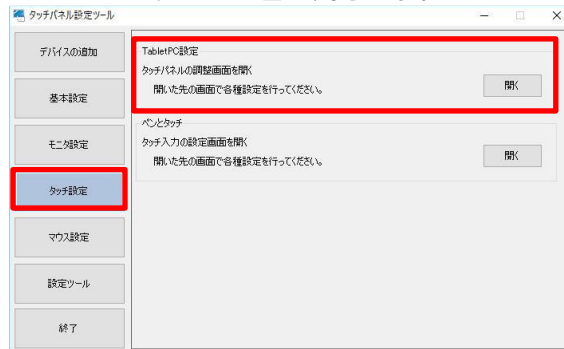 タッチパネル設定ツール
デバイスの追加
基本設定
モニタ設定
タッチ設定
マウス設定
設定ツール
終了
TabletPC設定
タッチパネルの調整画面を開く
開いた先の画面で各種設定を行ってください。
開く
ペンとタッチ
タッチ入力の設定画面を開く
開いた先の画面で各種設定を行ってください。
開く